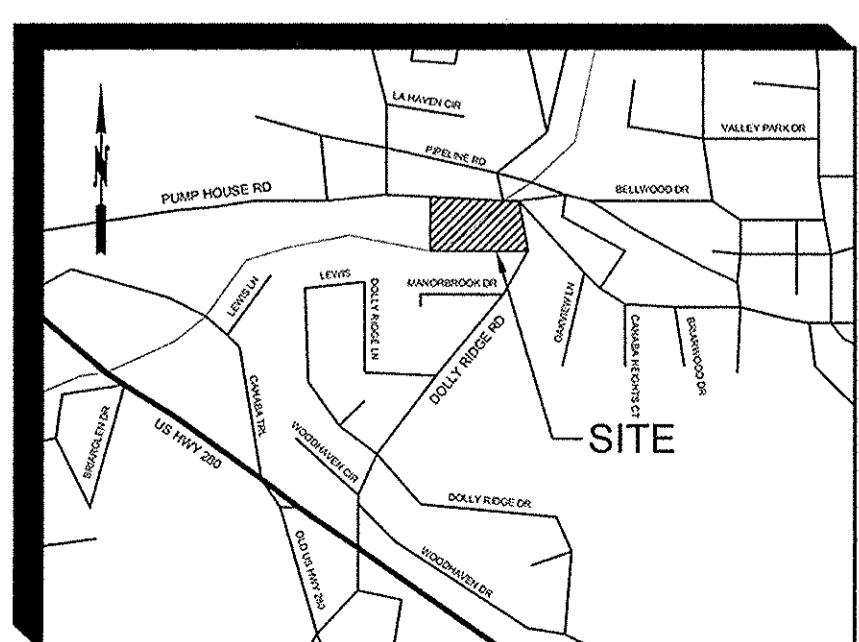 LA HAVEN CIR
VALLEY PARK DR
PIPELINE RD
N
PUMP HOUSE RD
BELLWOOD DR
LEWIS LN
LEWIS
DOLLY RIDGE LN
MANORBROOK DR
OAKVIEW LN
CAHABA HEIGHTS CT
BRIARWOOD DR
DOLLY RIDGE RD
CAHABA TRL
BRIARGLEN DR
US HWY 280
WOODHAVEN CIR
SITE
DOLLY RIDGE DR
OLD US HWY 280
WOODHAVEN DR